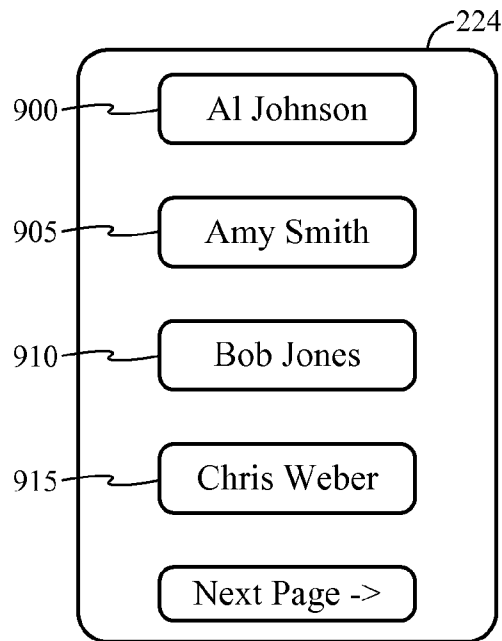 224
900 Al Johnson
905 Amy Smith
910 Bob Jones
915 Chris Weber
Next Page ->